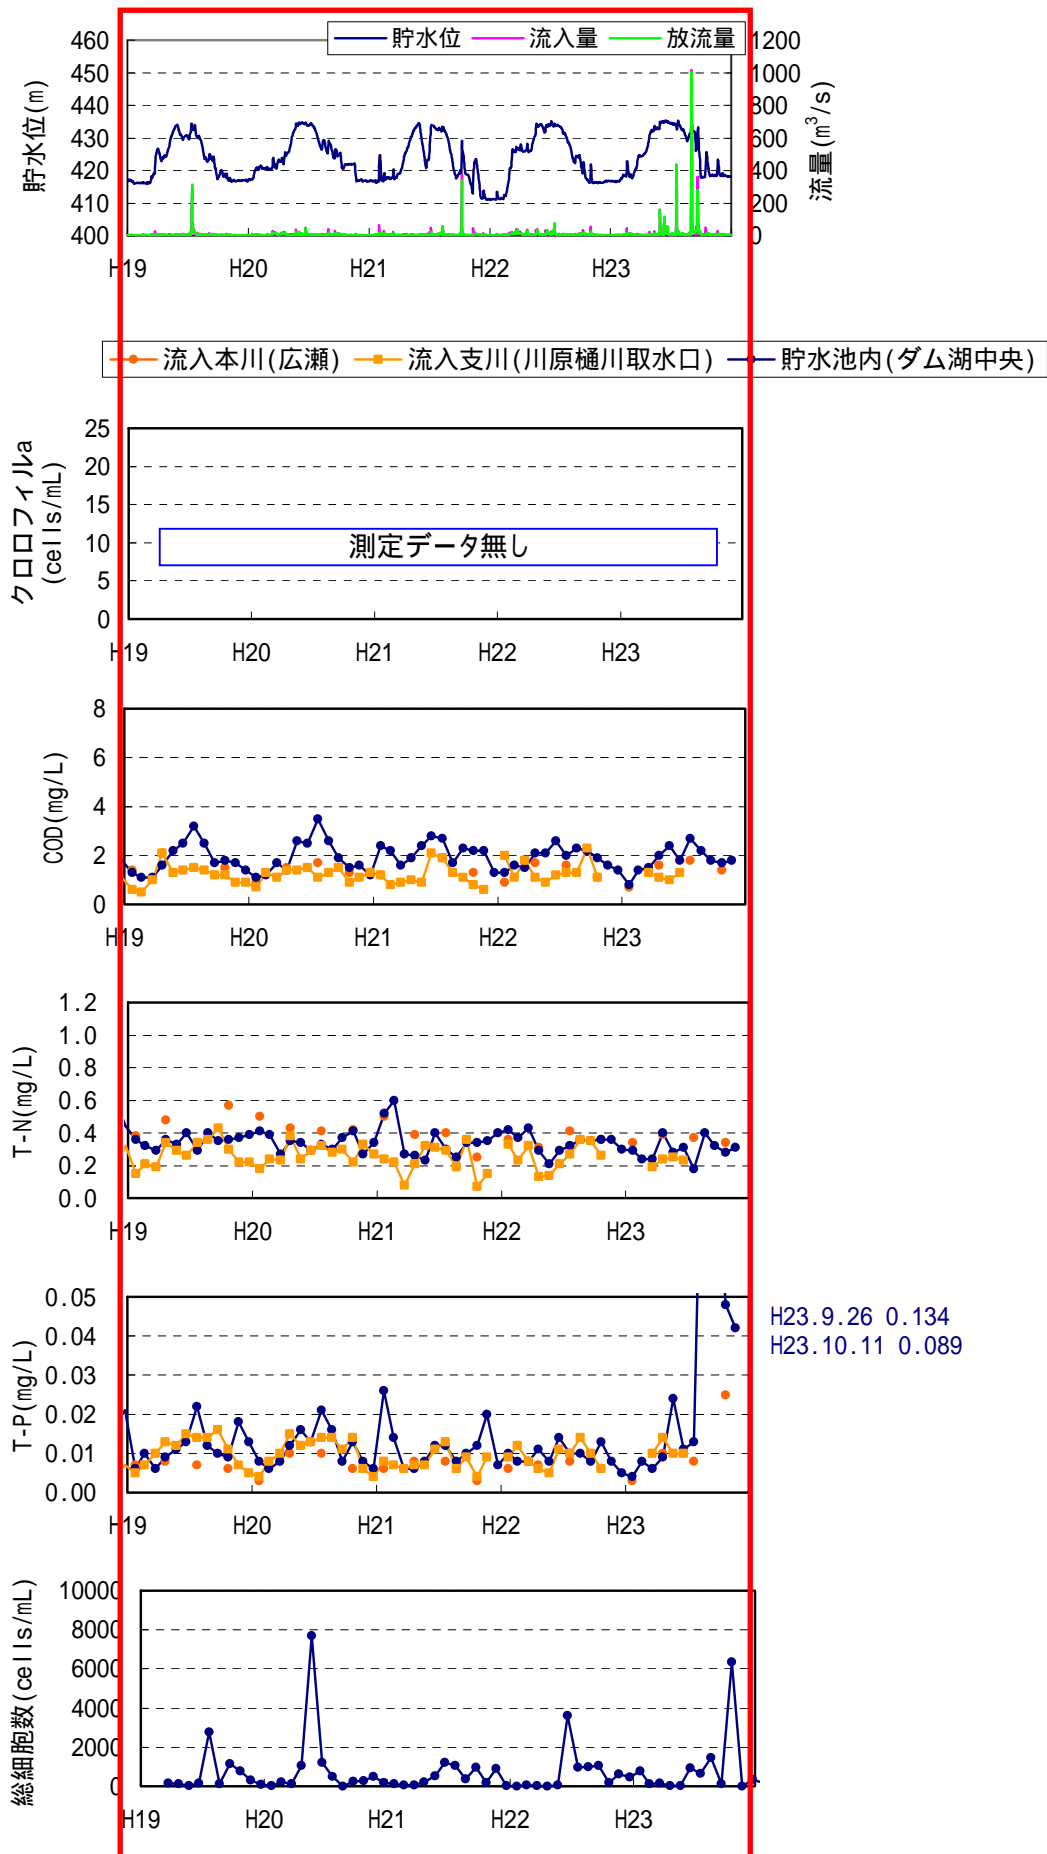 貯水位 流入量 放流量
460
450
440
430
420
410
400
貯水位(m)
1200
1000
800
600
400
200
0
流量(m³/s)
H19 H20 H21 H22 H23
流入本川(広瀬) 流入支川(川原樋川取水口) 貯水池内(ダム湖中央)
クロロフィルa
(cells/mL)
25
20
15
10
5
0
測定データ無し
H19 H20 H21 H22 H23
COD(mg/L)
8
6
4
2
0
H19 H20 H21 H22 H23
T-N(mg/L)
1.2
1.0
0.8
0.6
0.4
0.2
0.0
H19 H20 H21 H22 H23
T-P(mg/L)
0.05
0.04
0.03
0.02
0.01
0.00
H23.9.26 0.134
H23.10.11 0.089
H19 H20 H21 H22 H23
総細胞数(cells/mL)
10000
8000
6000
4000
2000
0
H19 H20 H21 H22 H23